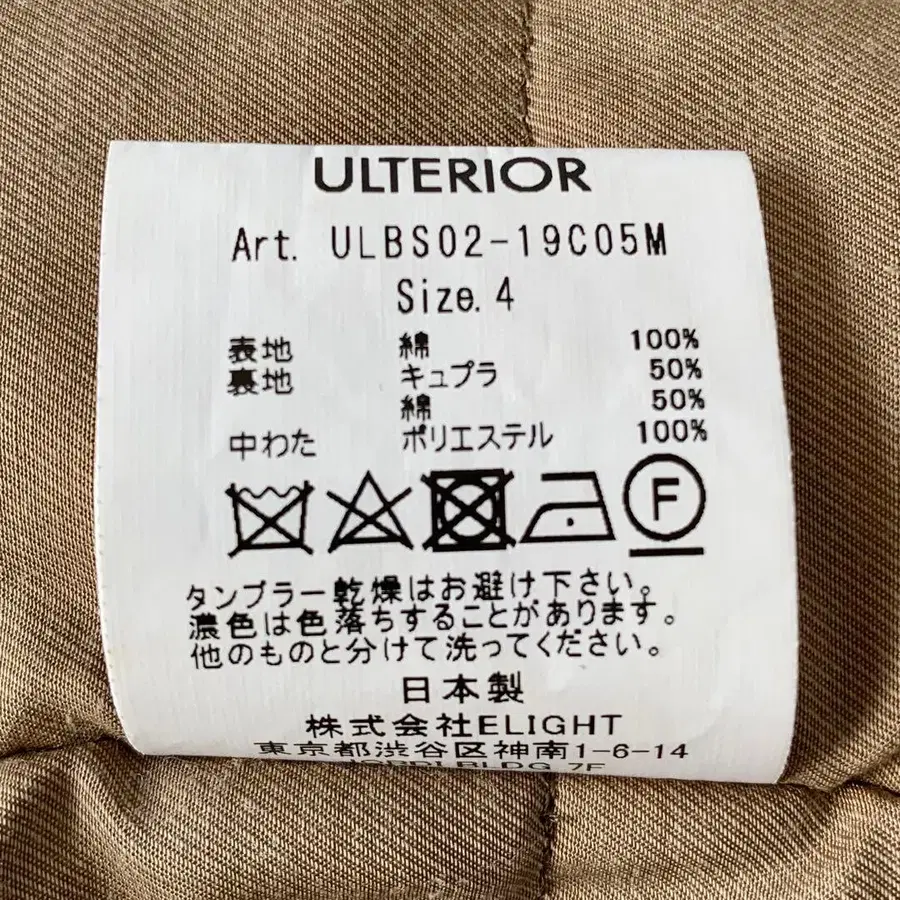 ULTERIOR
Art. ULBS02-19C05M
Size. 4
表地 綿 100%
裏地 キュプラ 50%
綿 50%
中わた ポリエステル 100%
F
タンブラー乾燥はお避け下さい。
濃色は色落ちすることがあります。
他のものと分けて洗ってください。
日本製
株式会社ELIGHT
東京都渋谷区神南1-6-14
BLDG 7F